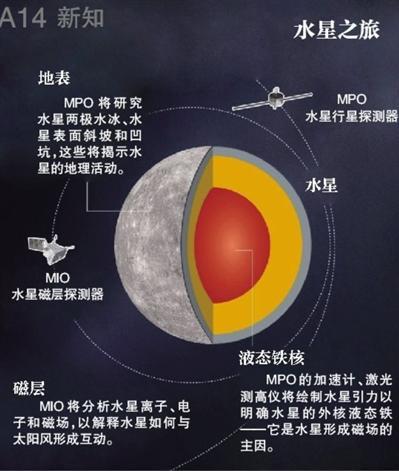 A14 新知
水星之旅
地表
MPO 将研究
水星两极水冰、水
星表面斜坡和凹
坑，这些将揭示水
星的地理活动。
MPO
水星行星探测器
水星
MIO
水星磁层探测器
液态铁核
MPO的加速计、激光
测高仪将绘制水星引力以
明确水星的外核液态铁
——它是水星形成磁场的
主因。
磁层
MIO将分析水星离子、电
子和磁场，以解释水星如何与
太阳风形成互动。